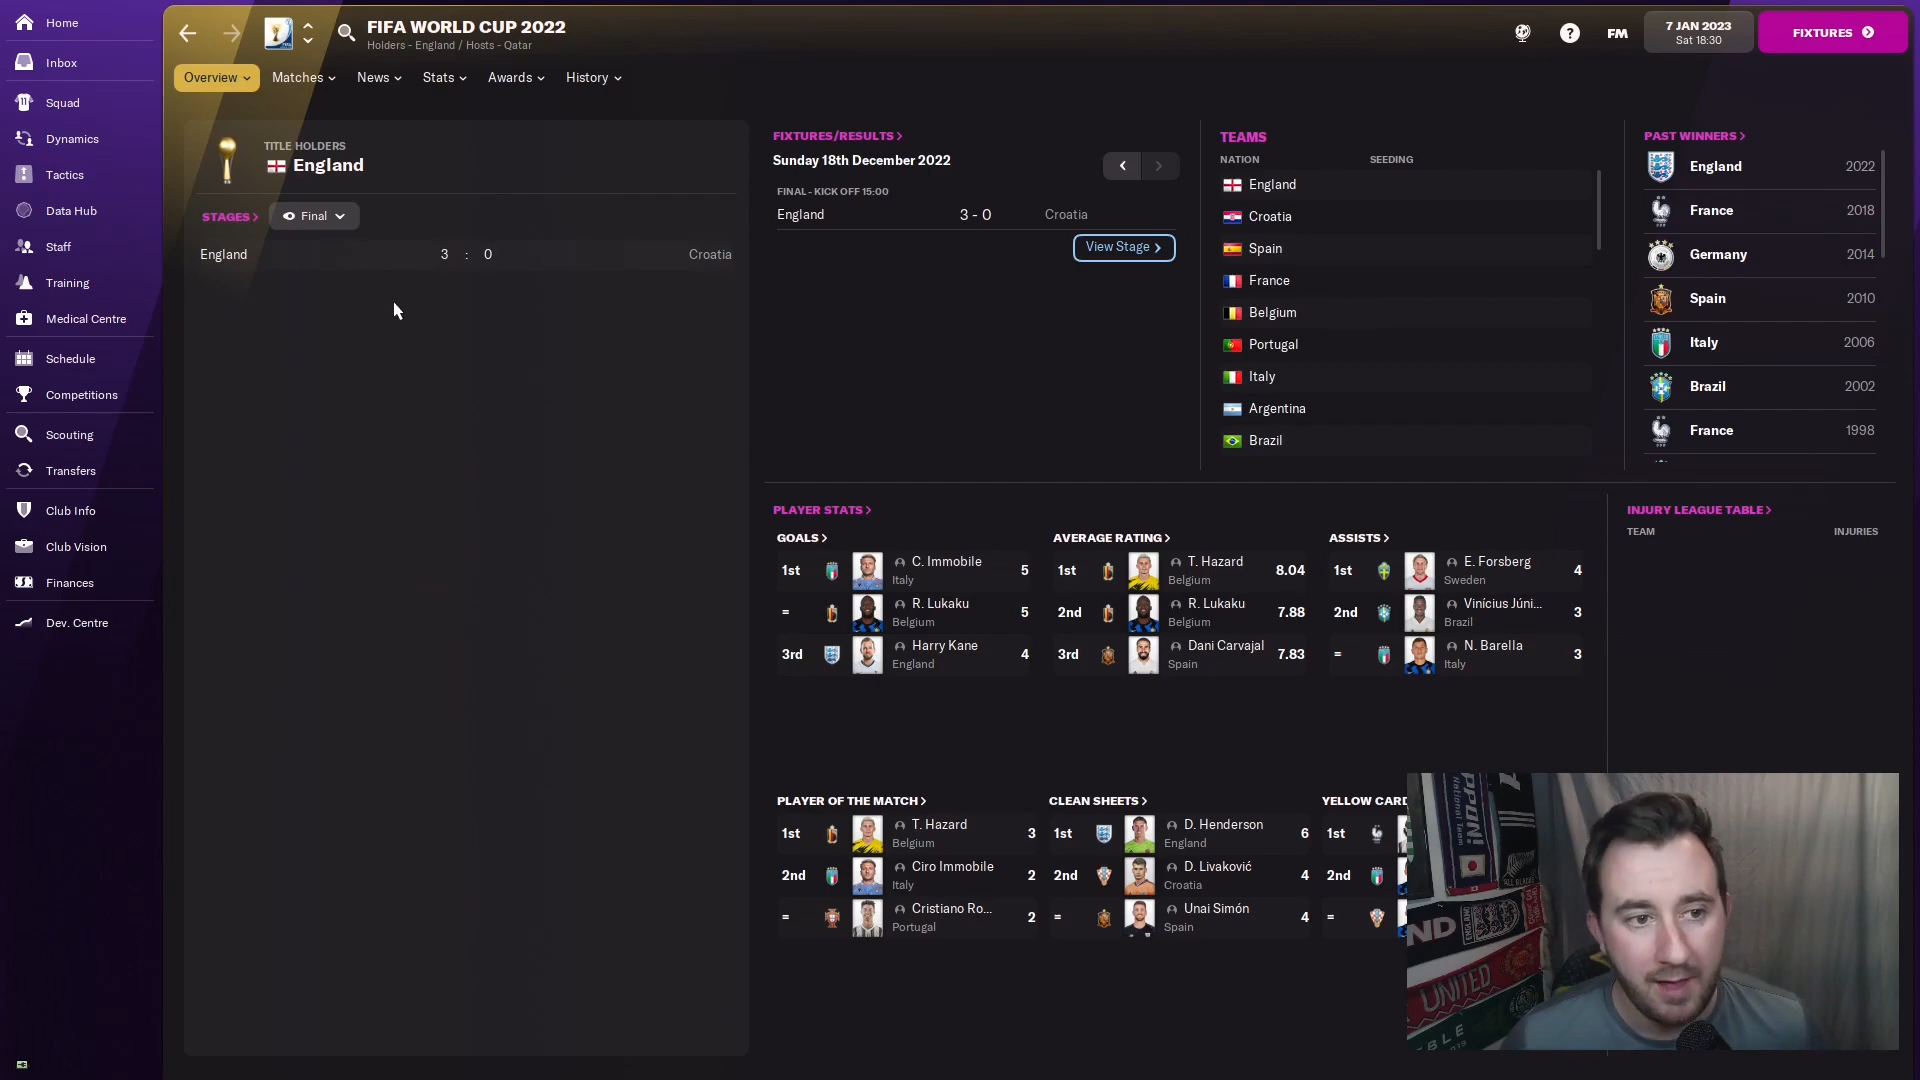 Home
Inbox
Squad
Dynamics
Tactics
Data Hub
Staff
Training
Medical Centre
Schedule
Competitions
Scouting
Transfers
Club Info
Club Vision
Finances
Dev. Centre
FIFA WORLD CUP 2022
Holders - England / Hosts - Qatar
FM
7 JAN 2023
Sat 18:30
FIXTURES
Overview Matches News Stats Awards History
TITLE HOLDERS
England
STAGES > Final
England 3 : 0 Croatia
FIXTURES/RESULTS >
Sunday 18th December 2022
FINAL - KICK OFF 15:00
England 3 - 0 Croatia
View Stage >
TEAMS
NATION SEEDING
England
Croatia
Spain
France
Belgium
Portugal
Italy
Argentina
Brazil
PAST WINNERS >
England 2022
France 2018
Germany 2014
Spain 2010
Italy 2006
Brazil 2002
France 1998
PLAYER STATS >
GOALS >
1st C. Immobile 5
Italy
= R. Lukaku 5
Belgium
3rd Harry Kane 4
England
AVERAGE RATING >
1st T. Hazard 8.04
Belgium
2nd R. Lukaku 7.88
Belgium
3rd Dani Carvajal 7.83
Spain
ASSISTS >
1st E. Forsberg 4
Sweden
2nd Vinícius Júni... 3
Brazil
= N. Barella 3
Italy
INJURY LEAGUE TABLE >
TEAM INJURIES
PLAYER OF THE MATCH >
1st T. Hazard 3
Belgium
2nd Ciro Immobile 2
Italy
= Cristiano Ro... 2
Portugal
CLEAN SHEETS >
1st D. Henderson 6
England
2nd D. Livaković 4
Croatia
= Unai Simón 4
Spain
YELLOW CARD
1st
2nd
=
PPON!
National Team
ALL BLACKS
ND
ENGLAND
UNITED
BLE